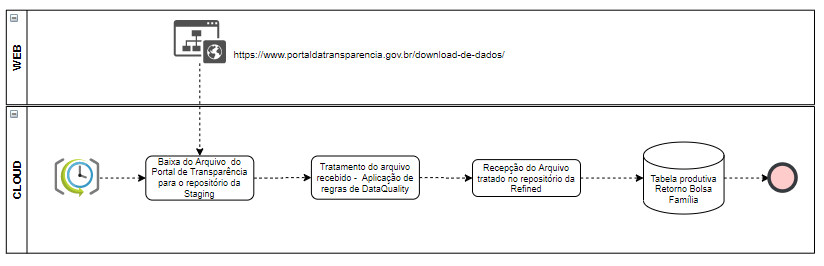 WEB
https://www.portaldatransparencia.gov.br/download-de-dados/
CLOUD
Baixa do Arquivo do
Portal de Transparência
para o repositório da
Staging
Tratamento do arquivo
recebido - Aplicação de
regras de DataQuality
Recepção do Arquivo
tratado no repositório da
Refined
Tabela produtiva
Retorno Bolsa
Família